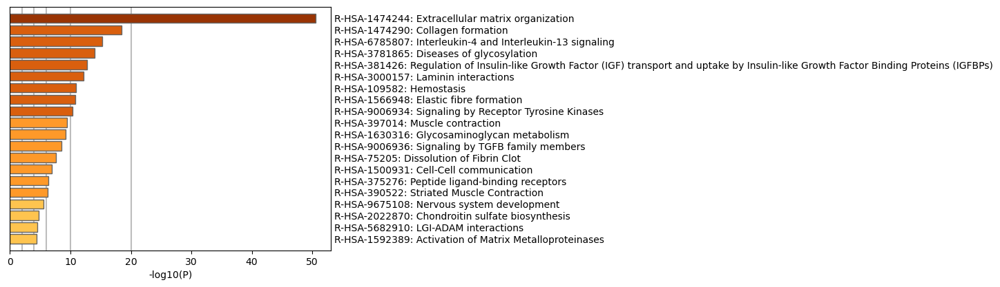 R-HSA-1474244: Extracellular matrix organization
R-HSA-1474290: Collagen formation
R-HSA-6785807: Interleukin-4 and Interleukin-13 signaling
R-HSA-3781865: Diseases of glycosylation
R-HSA-381426: Regulation of Insulin-like Growth Factor (IGF) transport and uptake by Insulin-like Growth Factor Binding Proteins (IGFBPs)
R-HSA-3000157: Laminin interactions
R-HSA-109582: Hemostasis
R-HSA-1566948: Elastic fibre formation
R-HSA-9006934: Signaling by Receptor Tyrosine Kinases
R-HSA-397014: Muscle contraction
R-HSA-1630316: Glycosaminoglycan metabolism
R-HSA-9006936: Signaling by TGFB family members
R-HSA-75205: Dissolution of Fibrin Clot
R-HSA-1500931: Cell-Cell communication
R-HSA-375276: Peptide ligand-binding receptors
R-HSA-390522: Striated Muscle Contraction
R-HSA-9675108: Nervous system development
R-HSA-2022870: Chondroitin sulfate biosynthesis
R-HSA-5682910: LGI-ADAM interactions
R-HSA-1592389: Activation of Matrix Metalloproteinases
0 10 20 30 40 50
-log10(P)